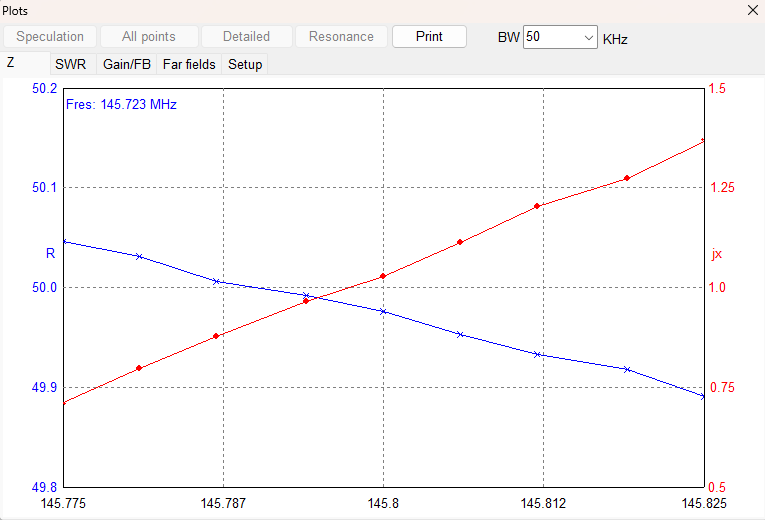 Plots
Speculation All points Detailed Resonance Print BW 50 KHz
Z SWR Gain/FB Far fields Setup
50.2 1.5
Fres: 145.723 MHz
50.1 1.25
R jx
50.0 1.0
49.9 0.75
49.8 0.5
145.775 145.787 145.8 145.812 145.825